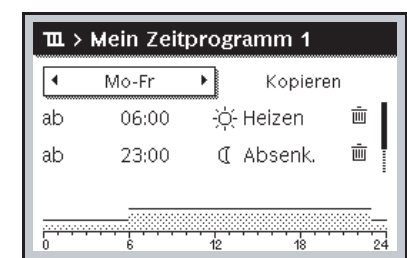 > Mein Zeitprogramm 1
Mo-Fr Kopieren
ab 06:00 Heizen
ab 23:00 Absenk.
0 6 12 18 24